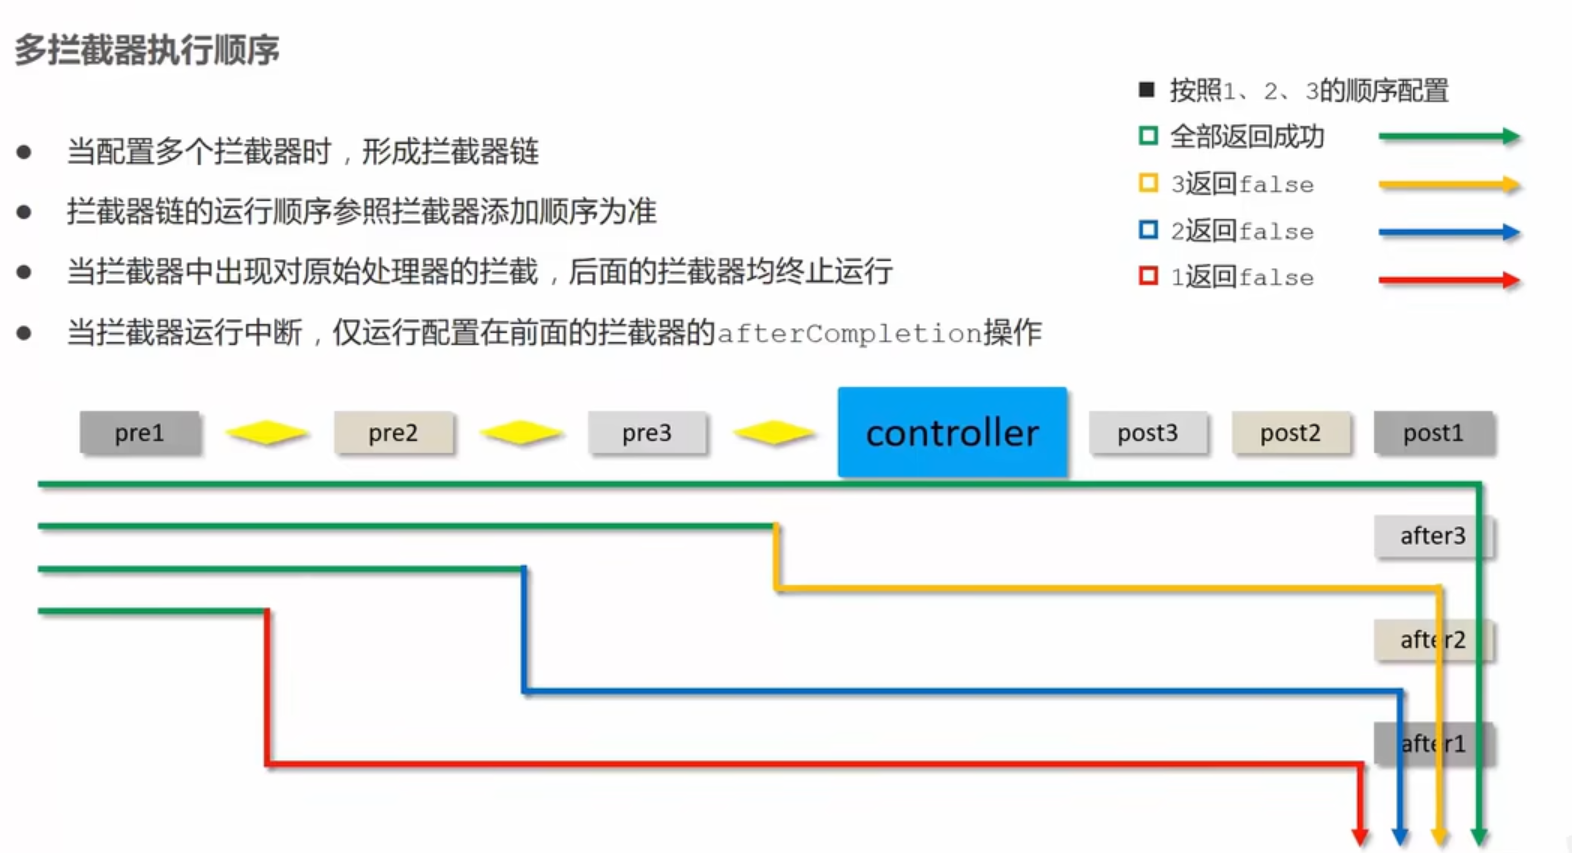 多拦截器执行顺序
按照1、2、3的顺序配置
全部返回成功
3返回false
2返回false
1返回false
当配置多个拦截器时，形成拦截器链
拦截器链的运行顺序参照拦截器添加顺序为准
当拦截器中出现对原始处理器的拦截，后面的拦截器均终止运行
当拦截器运行中断，仅运行配置在前面的拦截器的afterCompletion操作
pre1 pre2 pre3 controller post3 post2 post1
after3
after2
after1